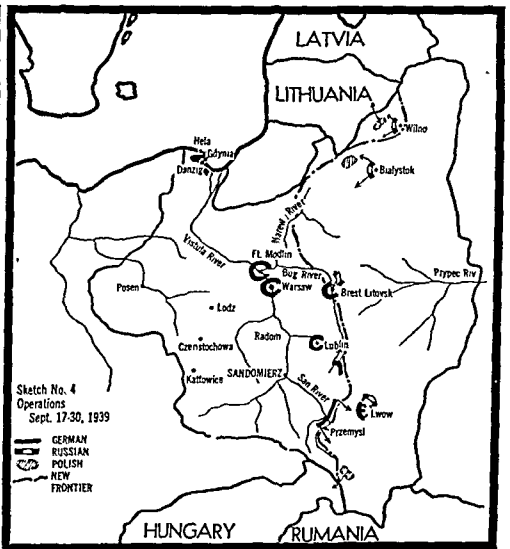 LATVIA
LITHUANIA
Wilno
Hela
Gdynia
Danzig
Bialystok
Narew River
Vistula River
Ft. Modlin
Bug River
Prypec Riv
Posen
Warsaw
Brest Litovsk
Lodz
Radom
Lublin
Czenstochowa
Kattowice
SANDOMIERZ
San River
Lwow
Przemysl
Sketch No. 4
Operations
Sept. 17-30, 1939
GERMAN
RUSSIAN
POLISH
NEW
FRONTIER
HUNGARY
RUMANIA